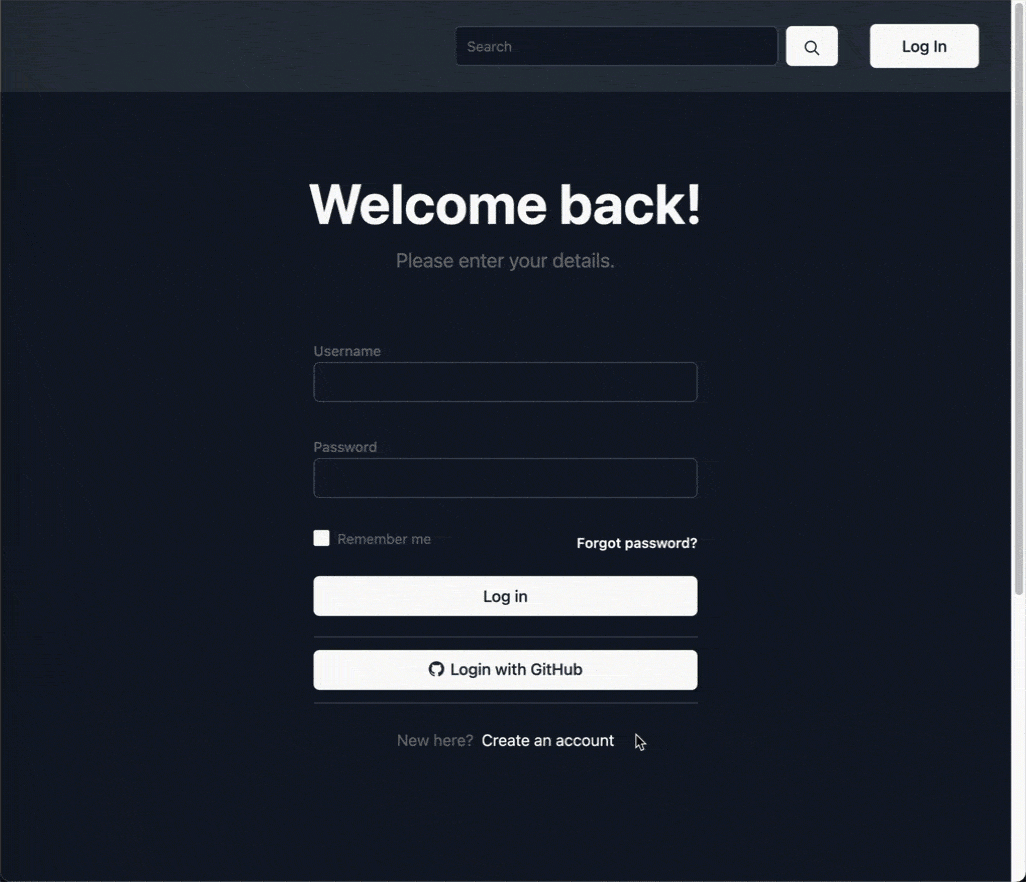 Search
Log In
Welcome back!
Please enter your details.
Username
Password
Remember me
Forgot password?
Log in
Login with GitHub
New here? Create an account